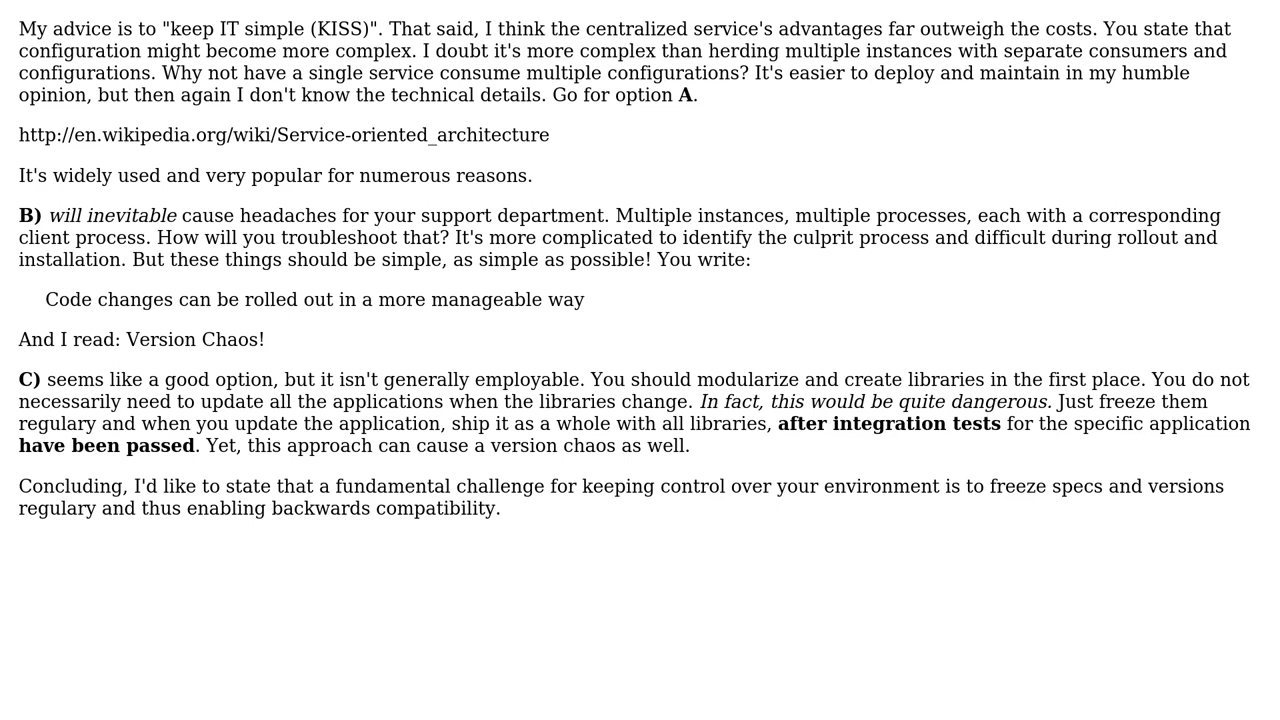 My advice is to "keep IT simple (KISS)". That said, I think the centralized service's advantages far outweigh the costs. You state that
configuration might become more complex. I doubt it's more complex than herding multiple instances with separate consumers and
configurations. Why not have a single service consume multiple configurations? It's easier to deploy and maintain in my humble
opinion, but then again I don't know the technical details. Go for option A.
http://en.wikipedia.org/wiki/Service-oriented_architecture
It's widely used and very popular for numerous reasons.
B) will inevitable cause headaches for your support department. Multiple instances, multiple processes, each with a corresponding
client process. How will you troubleshoot that? It's more complicated to identify the culprit process and difficult during rollout and
installation. But these things should be simple, as simple as possible! You write:
Code changes can be rolled out in a more manageable way
And I read: Version Chaos!
C) seems like a good option, but it isn't generally employable. You should modularize and create libraries in the first place. You do not
necessarily need to update all the applications when the libraries change. In fact, this would be quite dangerous. Just freeze them
regulary and when you update the application, ship it as a whole with all libraries, after integration tests for the specific application
have been passed. Yet, this approach can cause a version chaos as well.
Concluding, I'd like to state that a fundamental challenge for keeping control over your environment is to freeze specs and versions
regulary and thus enabling backwards compatibility.